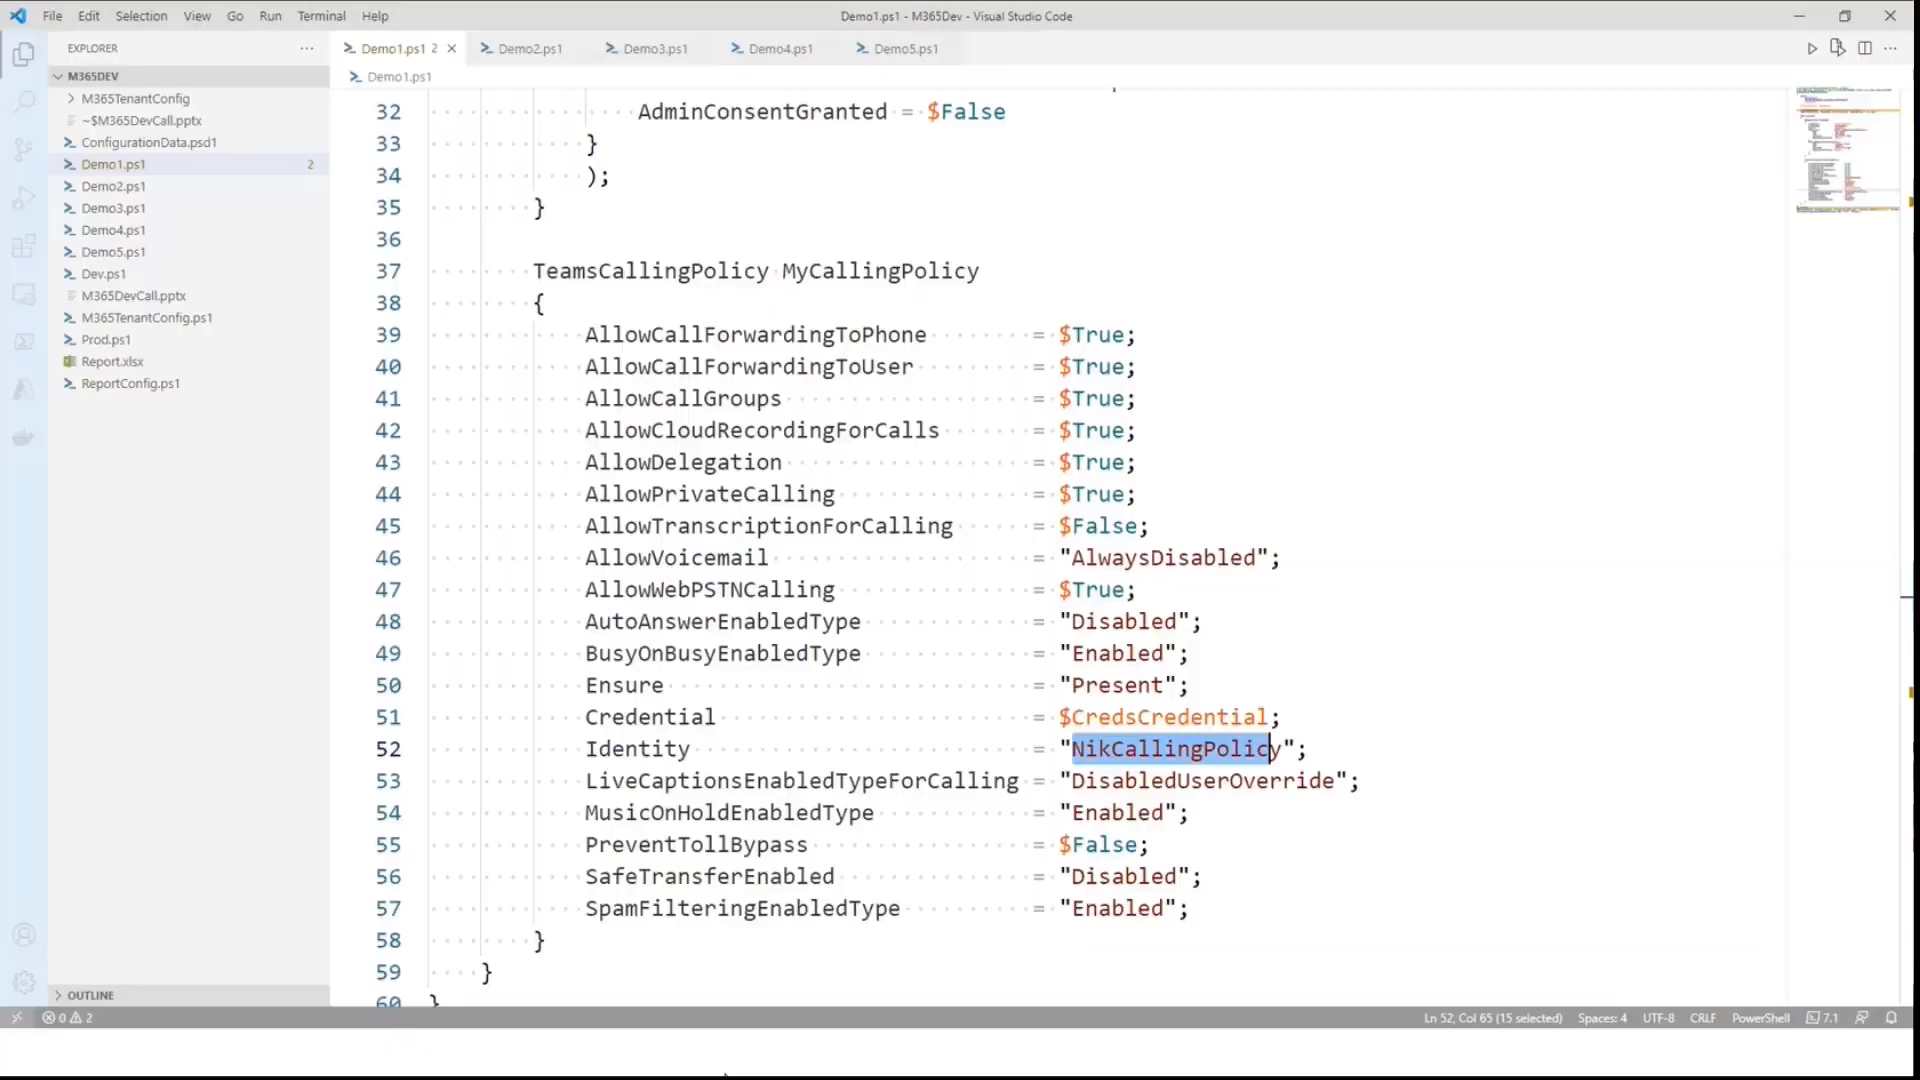 File Edit Selection View Go Run Terminal Help
Demo1.ps1 - M365Dev - Visual Studio Code
EXPLORER
Demo1.ps1 2
Demo2.ps1
Demo3.ps1
Demo4.ps1
Demo5.ps1
M365DEV
M365TenantConfig
~$M365DevCall.pptx
ConfigurationData.psd1
Demo1.ps1 2
Demo2.ps1
Demo3.ps1
Demo4.ps1
Demo5.ps1
Dev.ps1
M365DevCall.pptx
M365TenantConfig.ps1
Prod.ps1
Report.xlsx
ReportConfig.ps1
OUTLINE
Demo1.ps1
32 AdminConsentGranted = $False
33 }
34 );
35 }
36
37 TeamsCallingPolicy MyCallingPolicy
38 {
39 AllowCallForwardingToPhone = $True;
40 AllowCallForwardingToUser = $True;
41 AllowCallGroups = $True;
42 AllowCloudRecordingForCalls = $True;
43 AllowDelegation = $True;
44 AllowPrivateCalling = $True;
45 AllowTranscriptionForCalling = $False;
46 AllowVoicemail = "AlwaysDisabled";
47 AllowWebPSTNCalling = $True;
48 AutoAnswerEnabledType = "Disabled";
49 BusyOnBusyEnabledType = "Enabled";
50 Ensure = "Present";
51 Credential = $CredsCredential;
52 Identity = "NikCallingPolicy";
53 LiveCaptionsEnabledTypeForCalling = "DisabledUserOverride";
54 MusicOnHoldEnabledType = "Enabled";
55 PreventTollBypass = $False;
56 SafeTransferEnabled = "Disabled";
57 SpamFilteringEnabledType = "Enabled";
58 }
59 }
60 }
0 2
Ln 52, Col 65 (15 selected) Spaces: 4 UTF-8 CRLF PowerShell 7.1